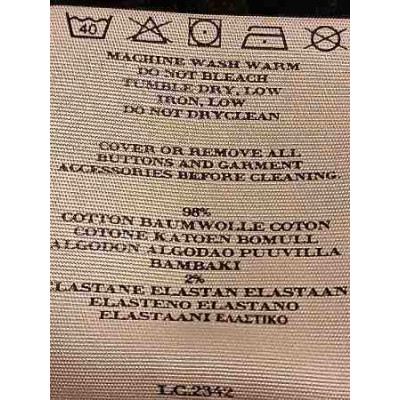 40
MACHINE WASH WARM
DO NOT BLEACH
TUMBLE DRY, LOW
IRON, LOW
DO NOT DRYCLEAN
COVER OR REMOVE ALL
BUTTONS AND GARMENT
ACCESSORIES BEFORE CLEANING.
98%
COTTON BAUMWOLLE COTON
COTONE KATOEN BOMULL
ALGODON ALGODAO PUUVILLA
BAMBAKI
2%
ELASTANE ELASTAN ELASTAAN
ELASTENO ELASTANO
ELASTAANI ΕΛΑΣΤΙΚΟ
LC.2342